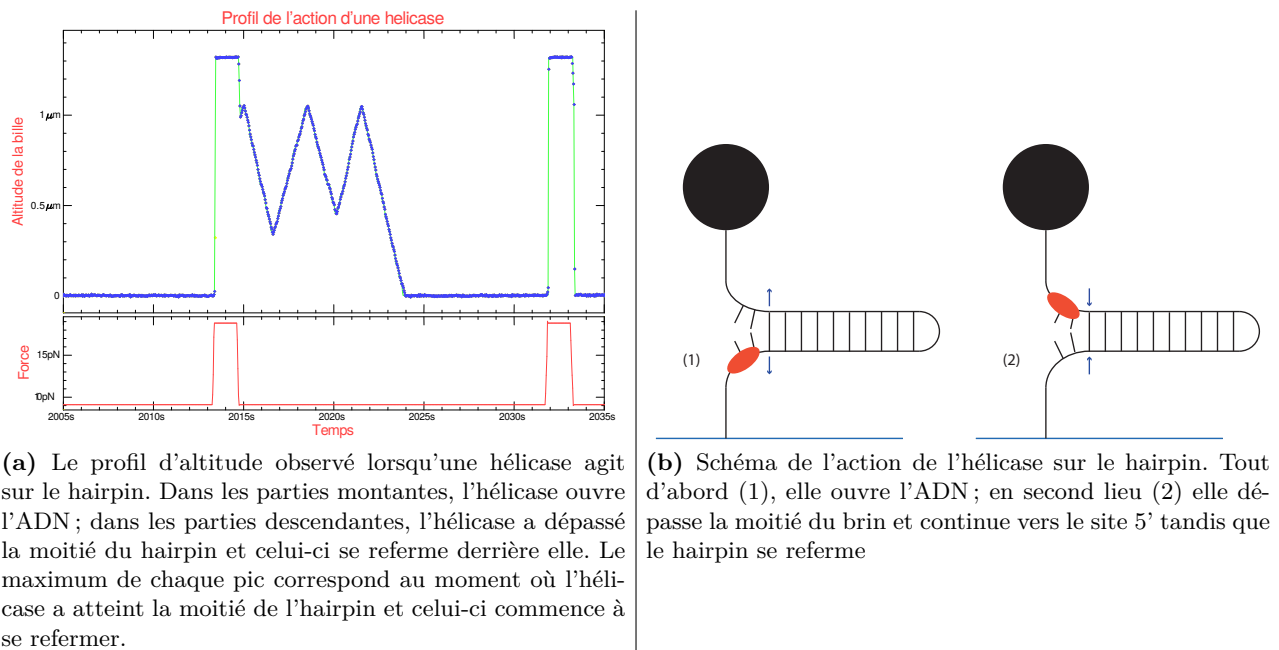 Profil de l'action d'une helicase
Altitude de la bille
1 μm
0.5 μm
0
Force
15pN
10pN
2005s 2010s 2015s 2020s 2025s 2030s 2035s
Temps
(a) Le profil d'altitude observé lorsqu'une hélicase agit
sur le hairpin. Dans les parties montantes, l'hélicase ouvre
l'ADN ; dans les parties descendantes, l'hélicase a dépassé
la moitié du hairpin et celui-ci se referme derrière elle. Le
maximum de chaque pic correspond au moment où l'héli-
case a atteint la moitié de l'hairpin et celui-ci commence à
se refermer.
(1)
(2)
(b) Schéma de l'action de l'hélicase sur le hairpin. Tout
d'abord (1), elle ouvre l'ADN ; en second lieu (2) elle dé-
passe la moitié du brin et continue vers le site 5' tandis que
le hairpin se referme